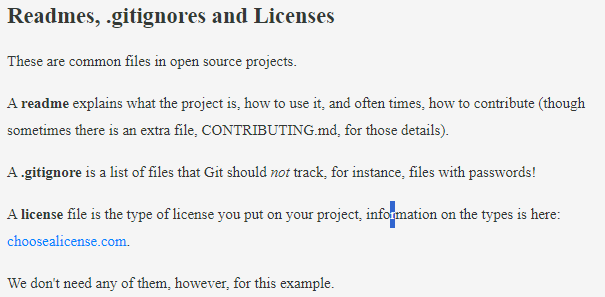 Readmes, .gitignores and Licenses
These are common files in open source projects.
A readme explains what the project is, how to use it, and often times, how to contribute (though
sometimes there is an extra file, CONTRIBUTING.md, for those details).
A .gitignore is a list of files that Git should not track, for instance, files with passwords!
A license file is the type of license you put on your project, information on the types is here:
choosealicense.com.
We don't need any of them, however, for this example.